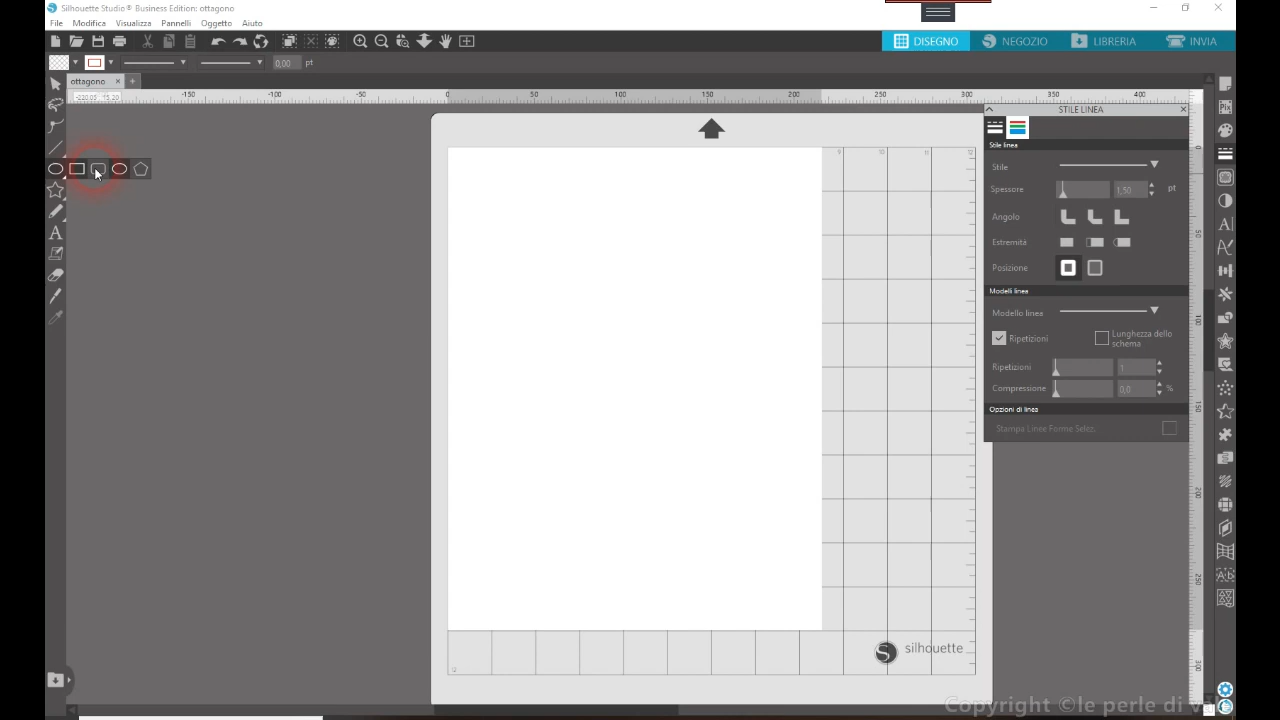 Silhouette Studio® Business Edition: ottagono
File Modifica Visualizza Pannelli Oggetto Aiuto
DISEGNO NEGOZIO LIBRERIA INVIA
0,00 pt
ottagono
-150 -100 -50 0 50 100 150 200 250 300 350 400
STILE LINEA
Stile linea
Stile
Spessore 1,50 pt
Angolo
Estremità
Posizione
Modelli linea
Modello linea
Ripetizioni Lunghezza dello
schema
Ripetizioni 1
Compressione 0,0 %
Opzioni di linea
Stampa Linee Forme Selez.
silhouette
Copyright ©le perle di